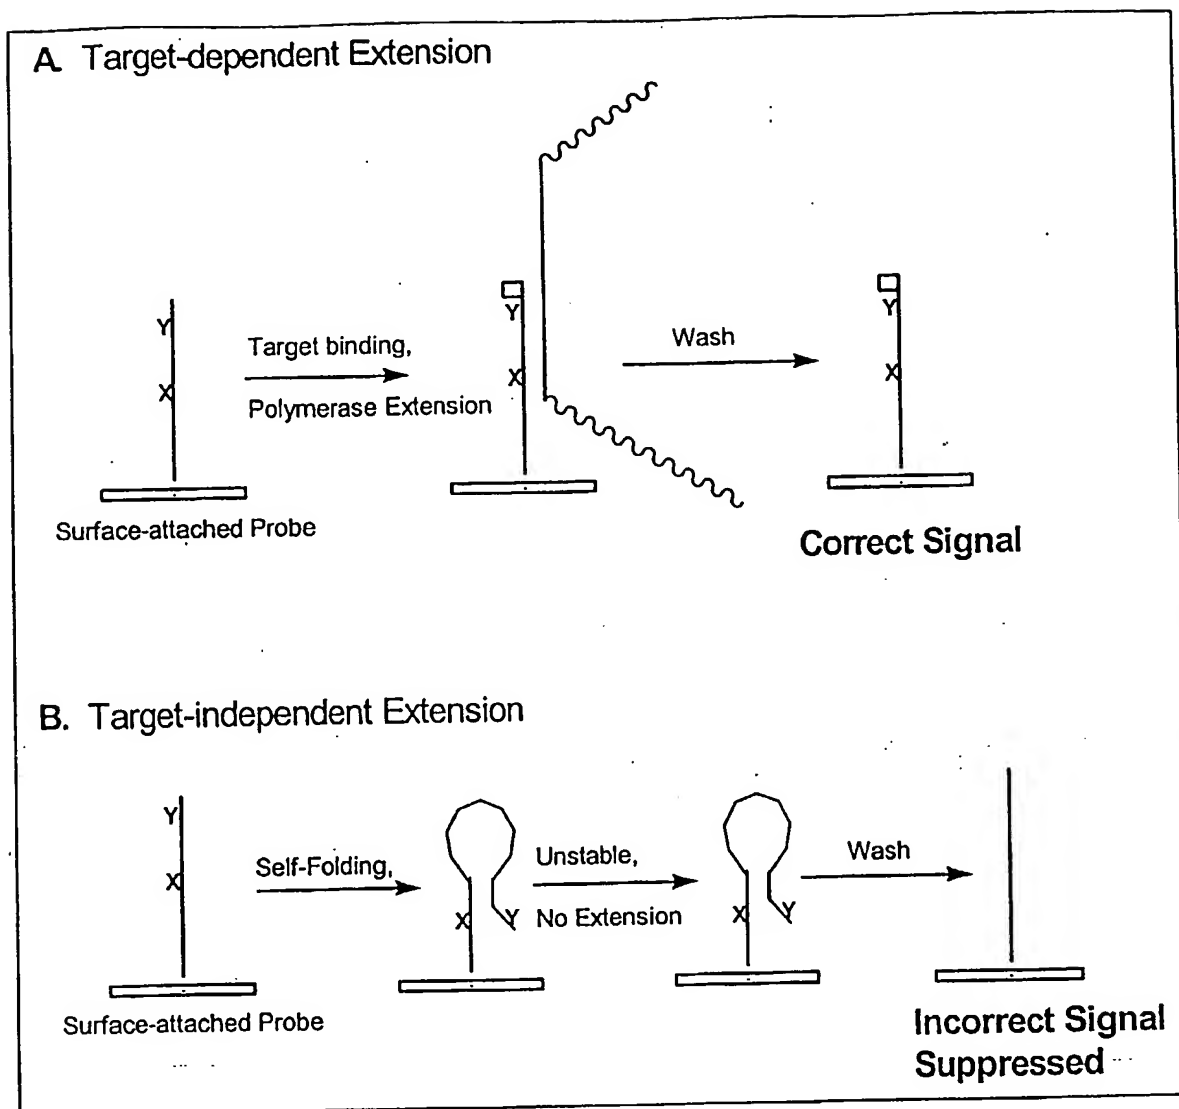 A. Target-dependent Extension
Y
X
Target binding,
Polymerase Extension
Y
X
Wash
Y
X
Surface-attached Probe
Correct Signal
B. Target-independent Extension
Y
X
Self-Folding,
X
Y
Unstable,
No Extension
X
Y
Wash
Surface-attached Probe
Incorrect Signal
Suppressed